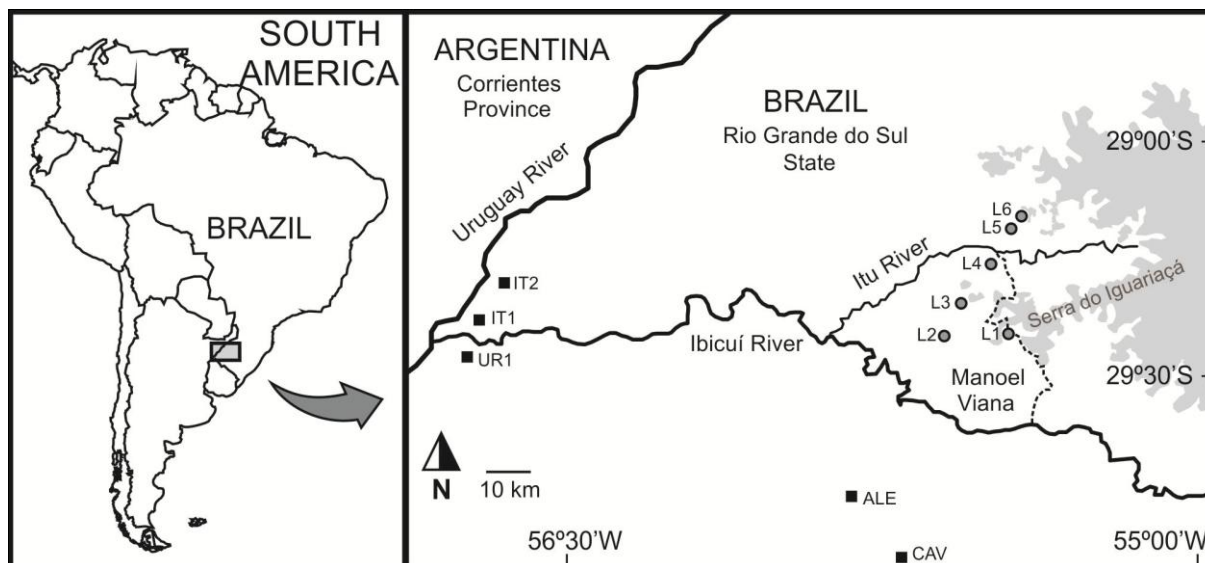 SOUTH
AMERICA
BRAZIL
ARGENTINA
Corrientes
Province
Uruguay River
BRAZIL
Rio Grande do Sul
State
29º00’S
L6
L5
Itu River
L4
IT2
L3
Serra do Iguariaçá
IT1
L1
L2
Ibicuí River
UR1
Manoel
Viana
29º30’S
N
10 km
ALE
56º30’W
55º00’W
CAV